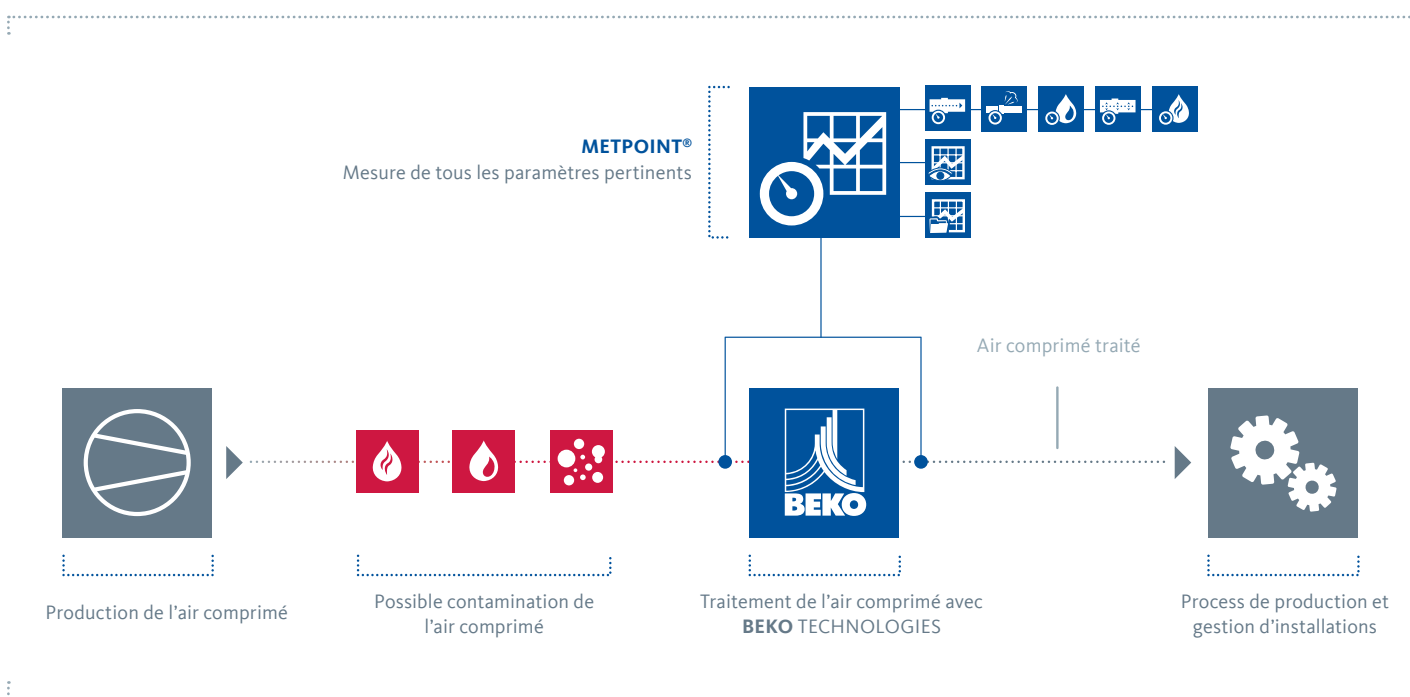 METPOINT®
Mesure de tous les paramètres pertinents
Air comprimé traité
BEKO
Production de l’air comprimé
Possible contamination de
l’air comprimé
Traitement de l’air comprimé avec
BEKO TECHNOLOGIES
Process de production et
gestion d’installations